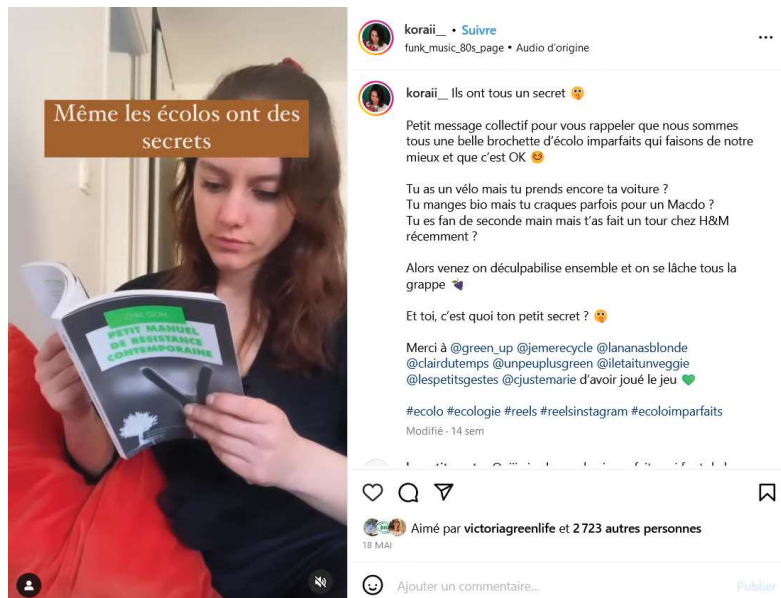 Même les écolos ont des
secrets
CYRIL DION
PETIT MANUEL
DE RÉSISTANCE
CONTEMPORAINE
koraii__ • Suivre
funk_music_80s_page • Audio d'origine
koraii__ Ils ont tous un secret 🤫
Petit message collectif pour vous rappeler que nous sommes
tous une belle brochette d'écolo imparfaits qui faisons de notre
mieux et que c'est OK 😊
Tu as un vélo mais tu prends encore ta voiture ?
Tu manges bio mais tu craques parfois pour un Macdo ?
Tu es fan de seconde main mais t'as fait un tour chez H&M
récemment ?
Alors venez on déculpabilise ensemble et on se lâche tous la
grappe 🍇
Et toi, c'est quoi ton petit secret ? 🤫
Merci à @green_up @jemerecycle @lananasblonde
@clairdutemps @unpeuplusgreen @iletaitunveggie
@lespetitsgestes @cjustemarie d'avoir joué le jeu 💚
#ecolo #ecologie #reels #reelsinstagram #ecoloimparfaits
Modifié · 14 sem
Aimé par victoriagreenlife et 2 723 autres personnes
18 MAI
Ajouter un commentaire...
Publier